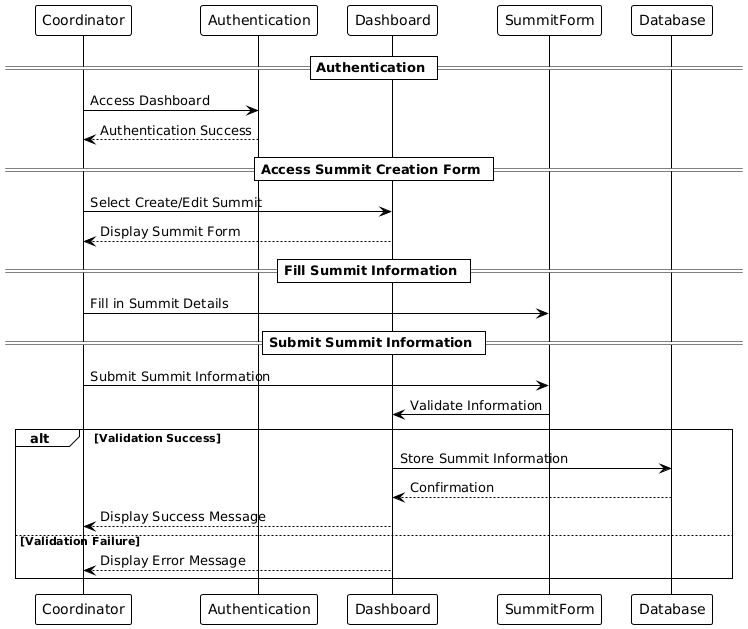 Coordinator Authentication Dashboard SummitForm Database
Authentication
Access Dashboard
Authentication Success
Access Summit Creation Form
Select Create/Edit Summit
Display Summit Form
Fill Summit Information
Fill in Summit Details
Submit Summit Information
Submit Summit Information
Validate Information
alt [Validation Success]
Store Summit Information
Confirmation
Display Success Message
[Validation Failure]
Display Error Message
Coordinator Authentication Dashboard SummitForm Database